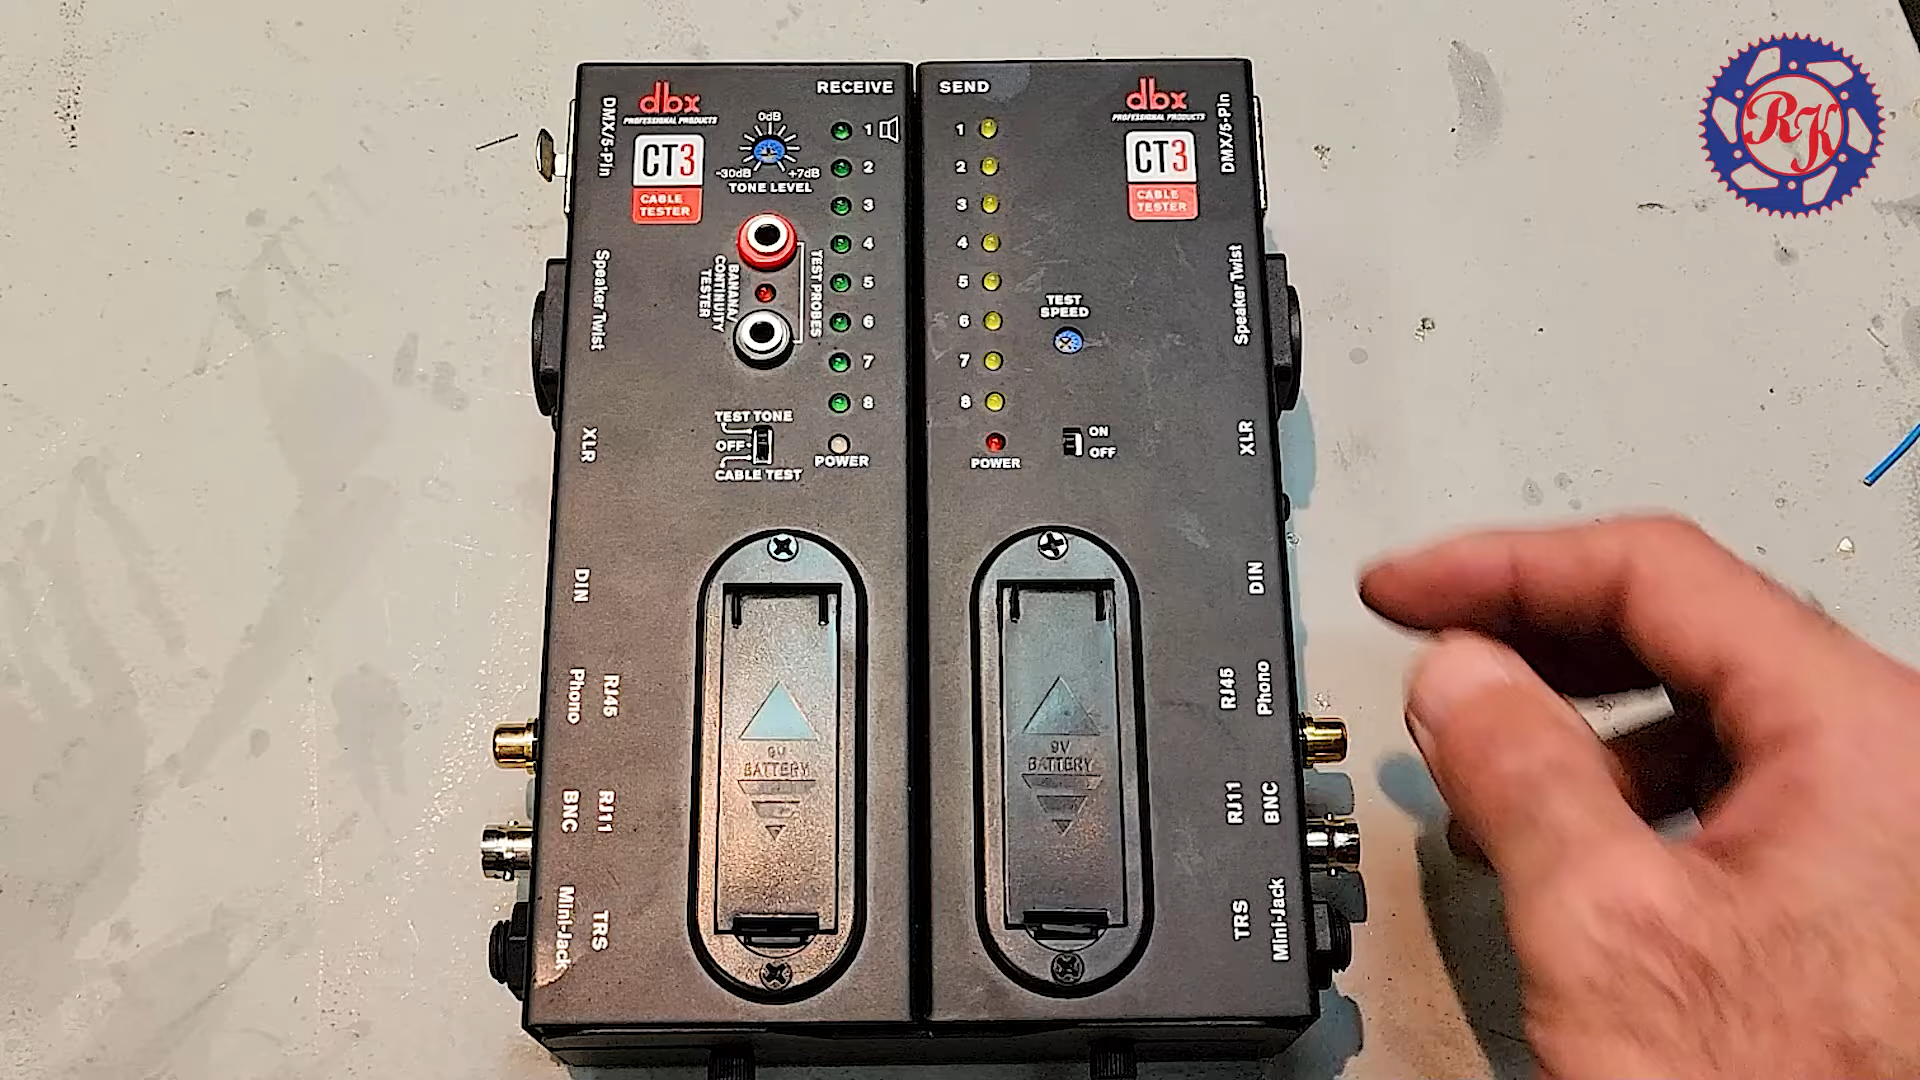 dbx
PROFESSIONAL PRODUCTS
CT3
CABLE
TESTER
DMX/5-Pin
Speaker Twist
XLR
DIN
RJ45
Phono
RJ11
BNC
TRS
Mini-Jack
RECEIVE
0dB
-30dB
+7dB
TONE LEVEL
1
2
3
4
5
6
7
8
POWER
BANANA/
CONTINUITY
TESTER
TEST PROBES
TEST TONE
OFF
CABLE TEST
9V
BATTERY
SEND
1
2
3
4
5
6
7
8
POWER
dbx
PROFESSIONAL PRODUCTS
CT3
CABLE
TESTER
TEST
SPEED
ON
OFF
DMX/5-Pin
Speaker Twist
XLR
DIN
RJ45
Phono
RJ11
BNC
TRS
Mini-Jack
9V
BATTERY
RK